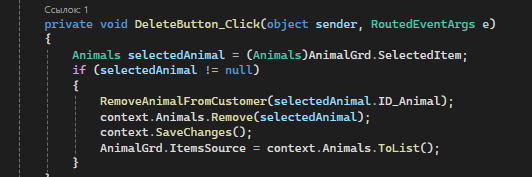 Ссылок: 1
private void DeleteButton_Click(object sender, RoutedEventArgs e)
{
Animals selectedAnimal = (Animals)AnimalGrd.SelectedItem;
if (selectedAnimal != null)
{
RemoveAnimalFromCustomer(selectedAnimal.ID_Animal);
context.Animals.Remove(selectedAnimal);
context.SaveChanges();
AnimalGrd.ItemsSource = context.Animals.ToList();
}
}